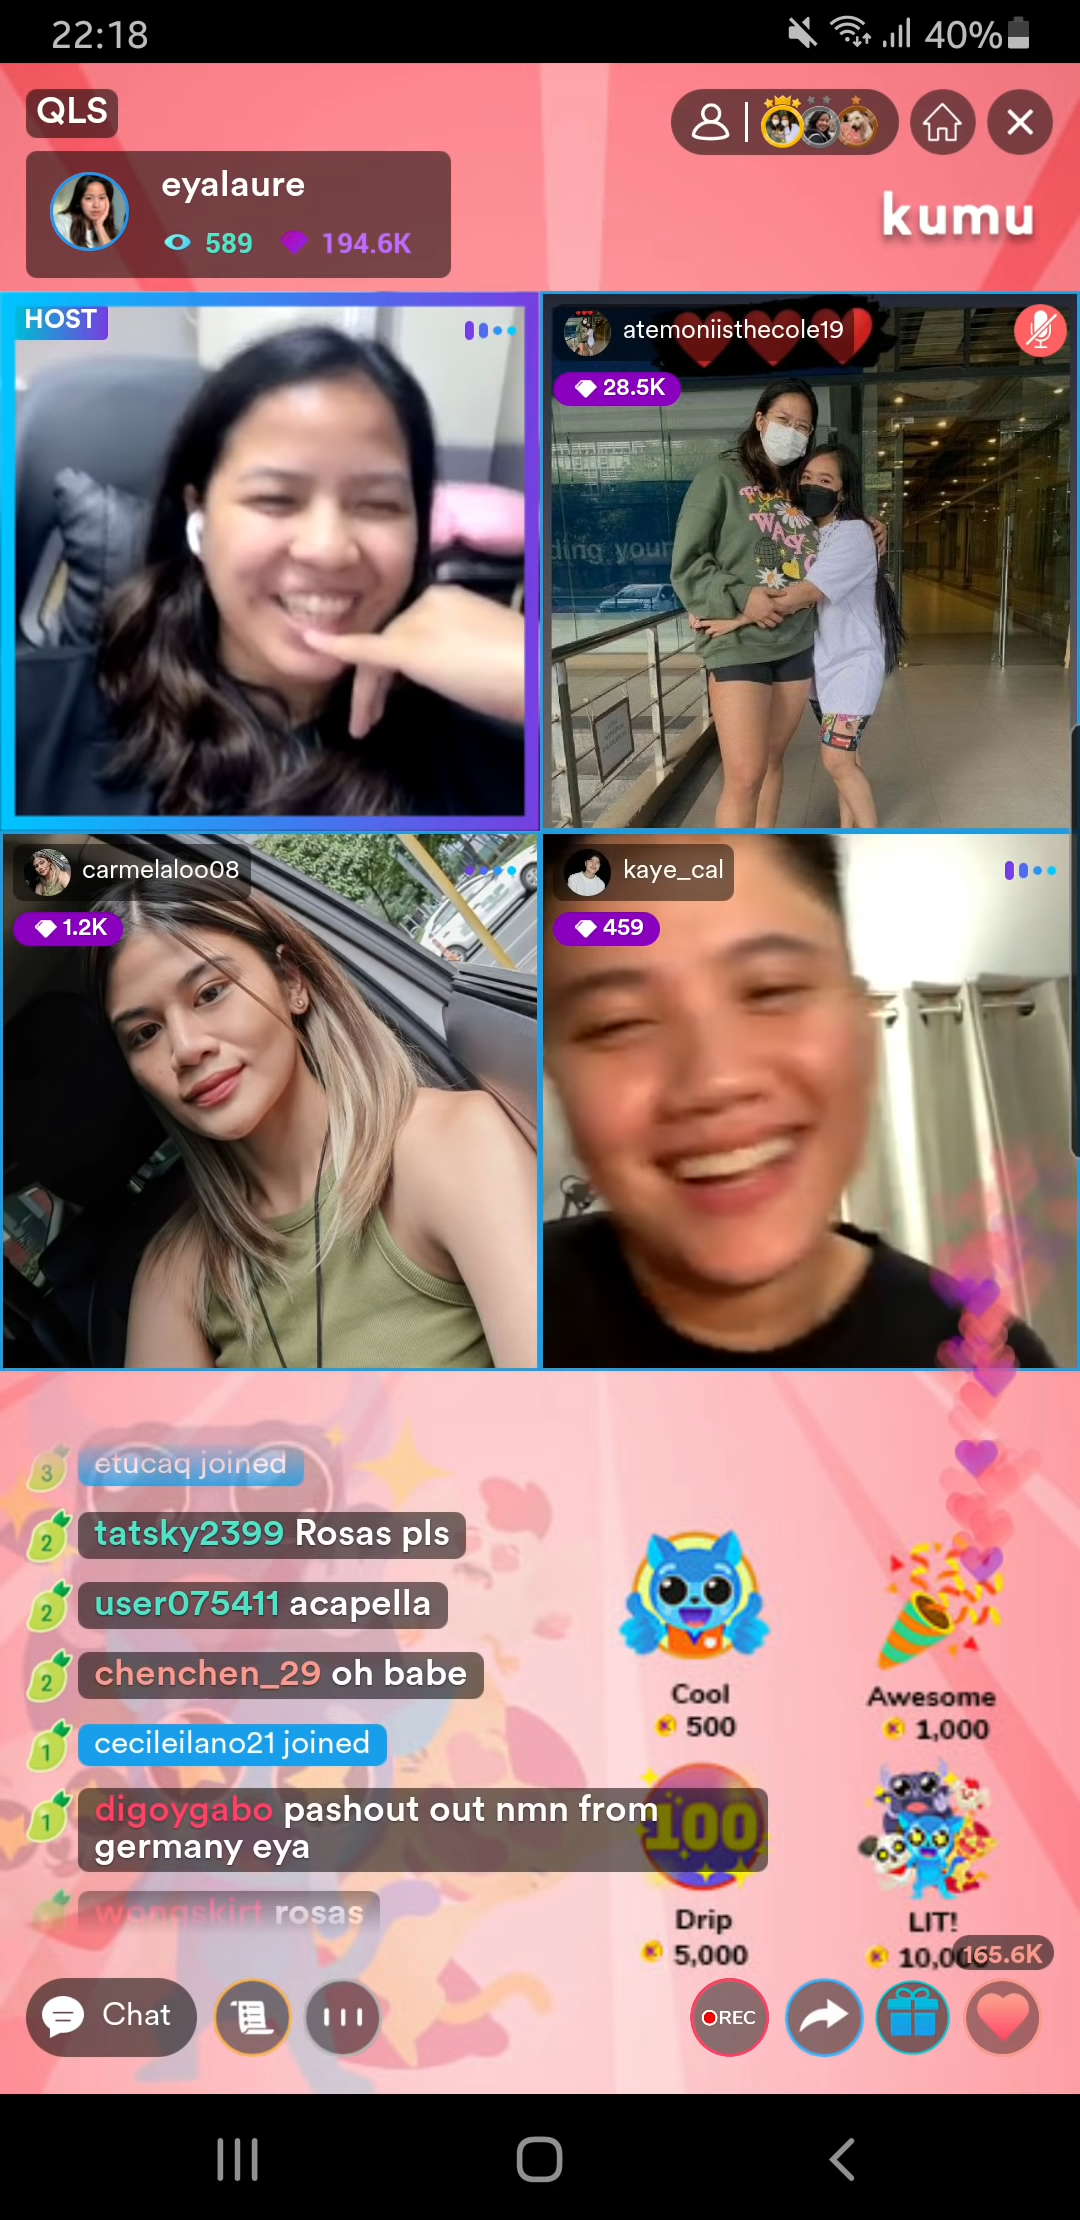 22:18
40%
QLS
eyalaure
589 194.6K
kumu
HOST
atemoniisthecole19
28.5K
ding your
carmelaloo08
1.2K
kaye_cal
459
3 etucaq joined
2 tatsky2399 Rosas pls
2 user075411 acapella
2 chenchen_29 oh babe
1 cecileilano21 joined
1 digoygabo pashout out nmn from
germany eya
wongskirt rosas
Cool
500
Awesome
1,000
100
Drip
5,000
LIT!
165.6K
Chat
REC